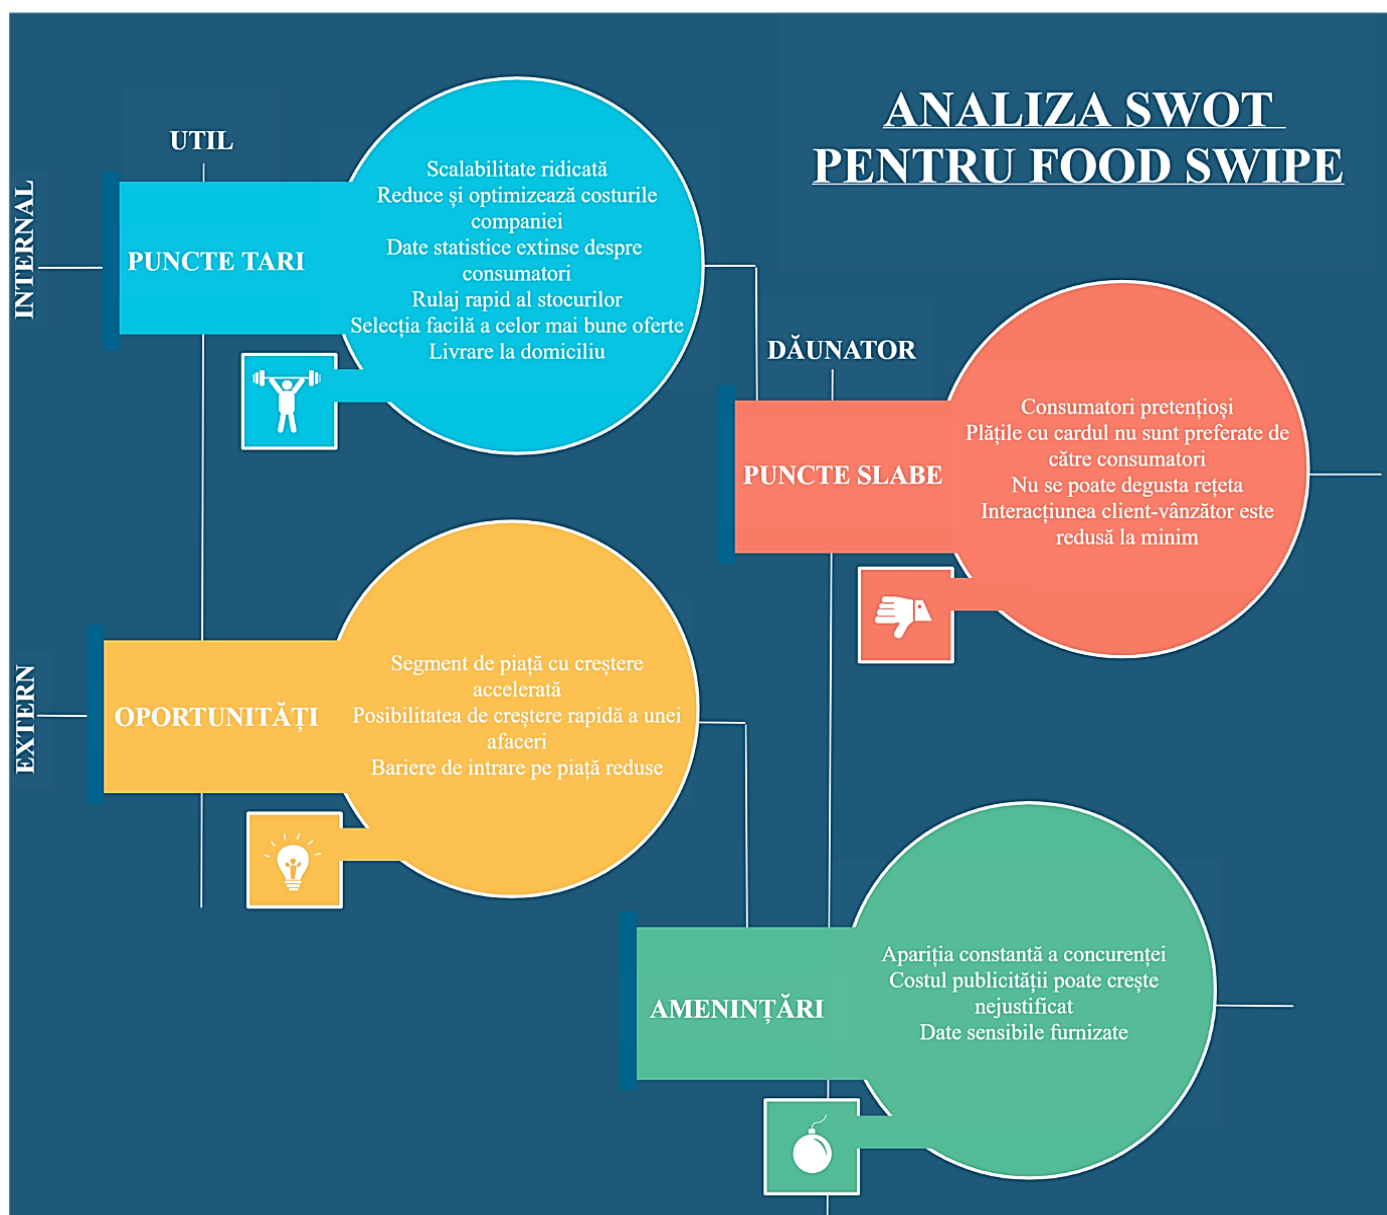 ANALIZA SWOT
PENTRU FOOD SWIPE
UTIL
INTERNAL
PUNCTE TARI
Scalabilitate ridicată
Reduce și optimizează costurile
companiei
Date statistice extinse despre
consumatori
Rulaj rapid al stocurilor
Selecția facilă a celor mai bune oferte
Livrare la domiciliu
DĂUNATOR
PUNCTE SLABE
Consumatori pretențioși
Plățile cu cardul nu sunt preferate de
către consumatori
Nu se poate degusta rețeta
Interacțiunea client-vânzător este
redusă la minim
EXTERN
OPORTUNITĂȚI
Segment de piață cu creștere
accelerată
Posibilitatea de creștere rapidă a unei
afaceri
Bariere de intrare pe piață reduse
AMENINȚĂRI
Apariția constantă a concurenței
Costul publicității poate crește
nejustificat
Date sensibile furnizate